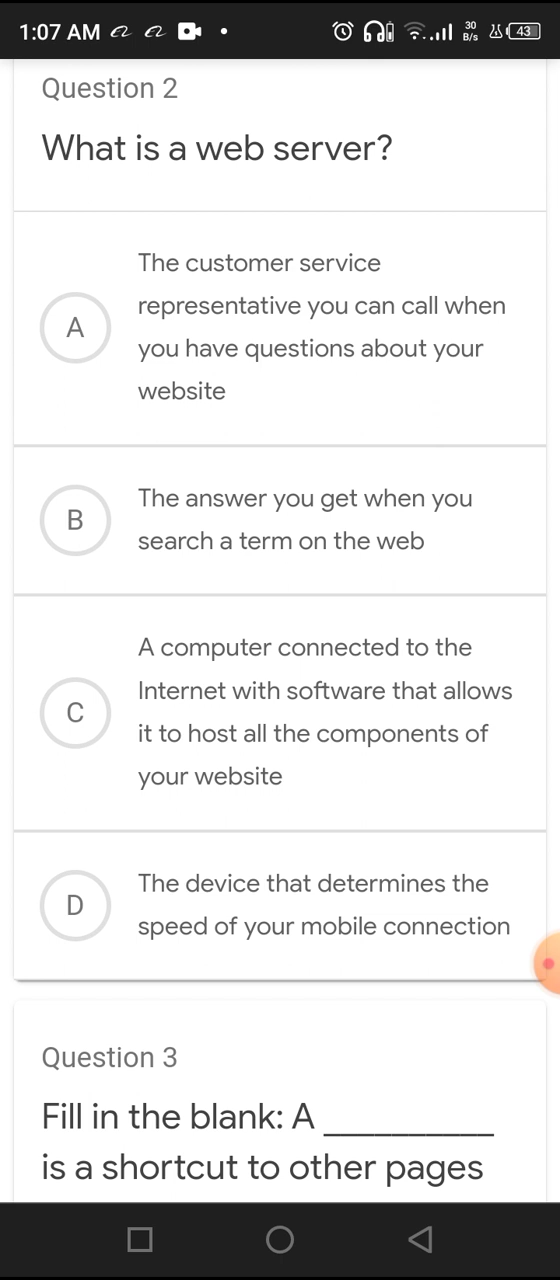 1:07 AM
30
B/s
43
Question 2
What is a web server?
The customer service
representative you can call when
A
you have questions about your
website
The answer you get when you
B
search a term on the web
A computer connected to the
Internet with software that allows
C
it to host all the components of
your website
The device that determines the
D
speed of your mobile connection
Question 3
Fill in the blank: A __________
is a shortcut to other pages